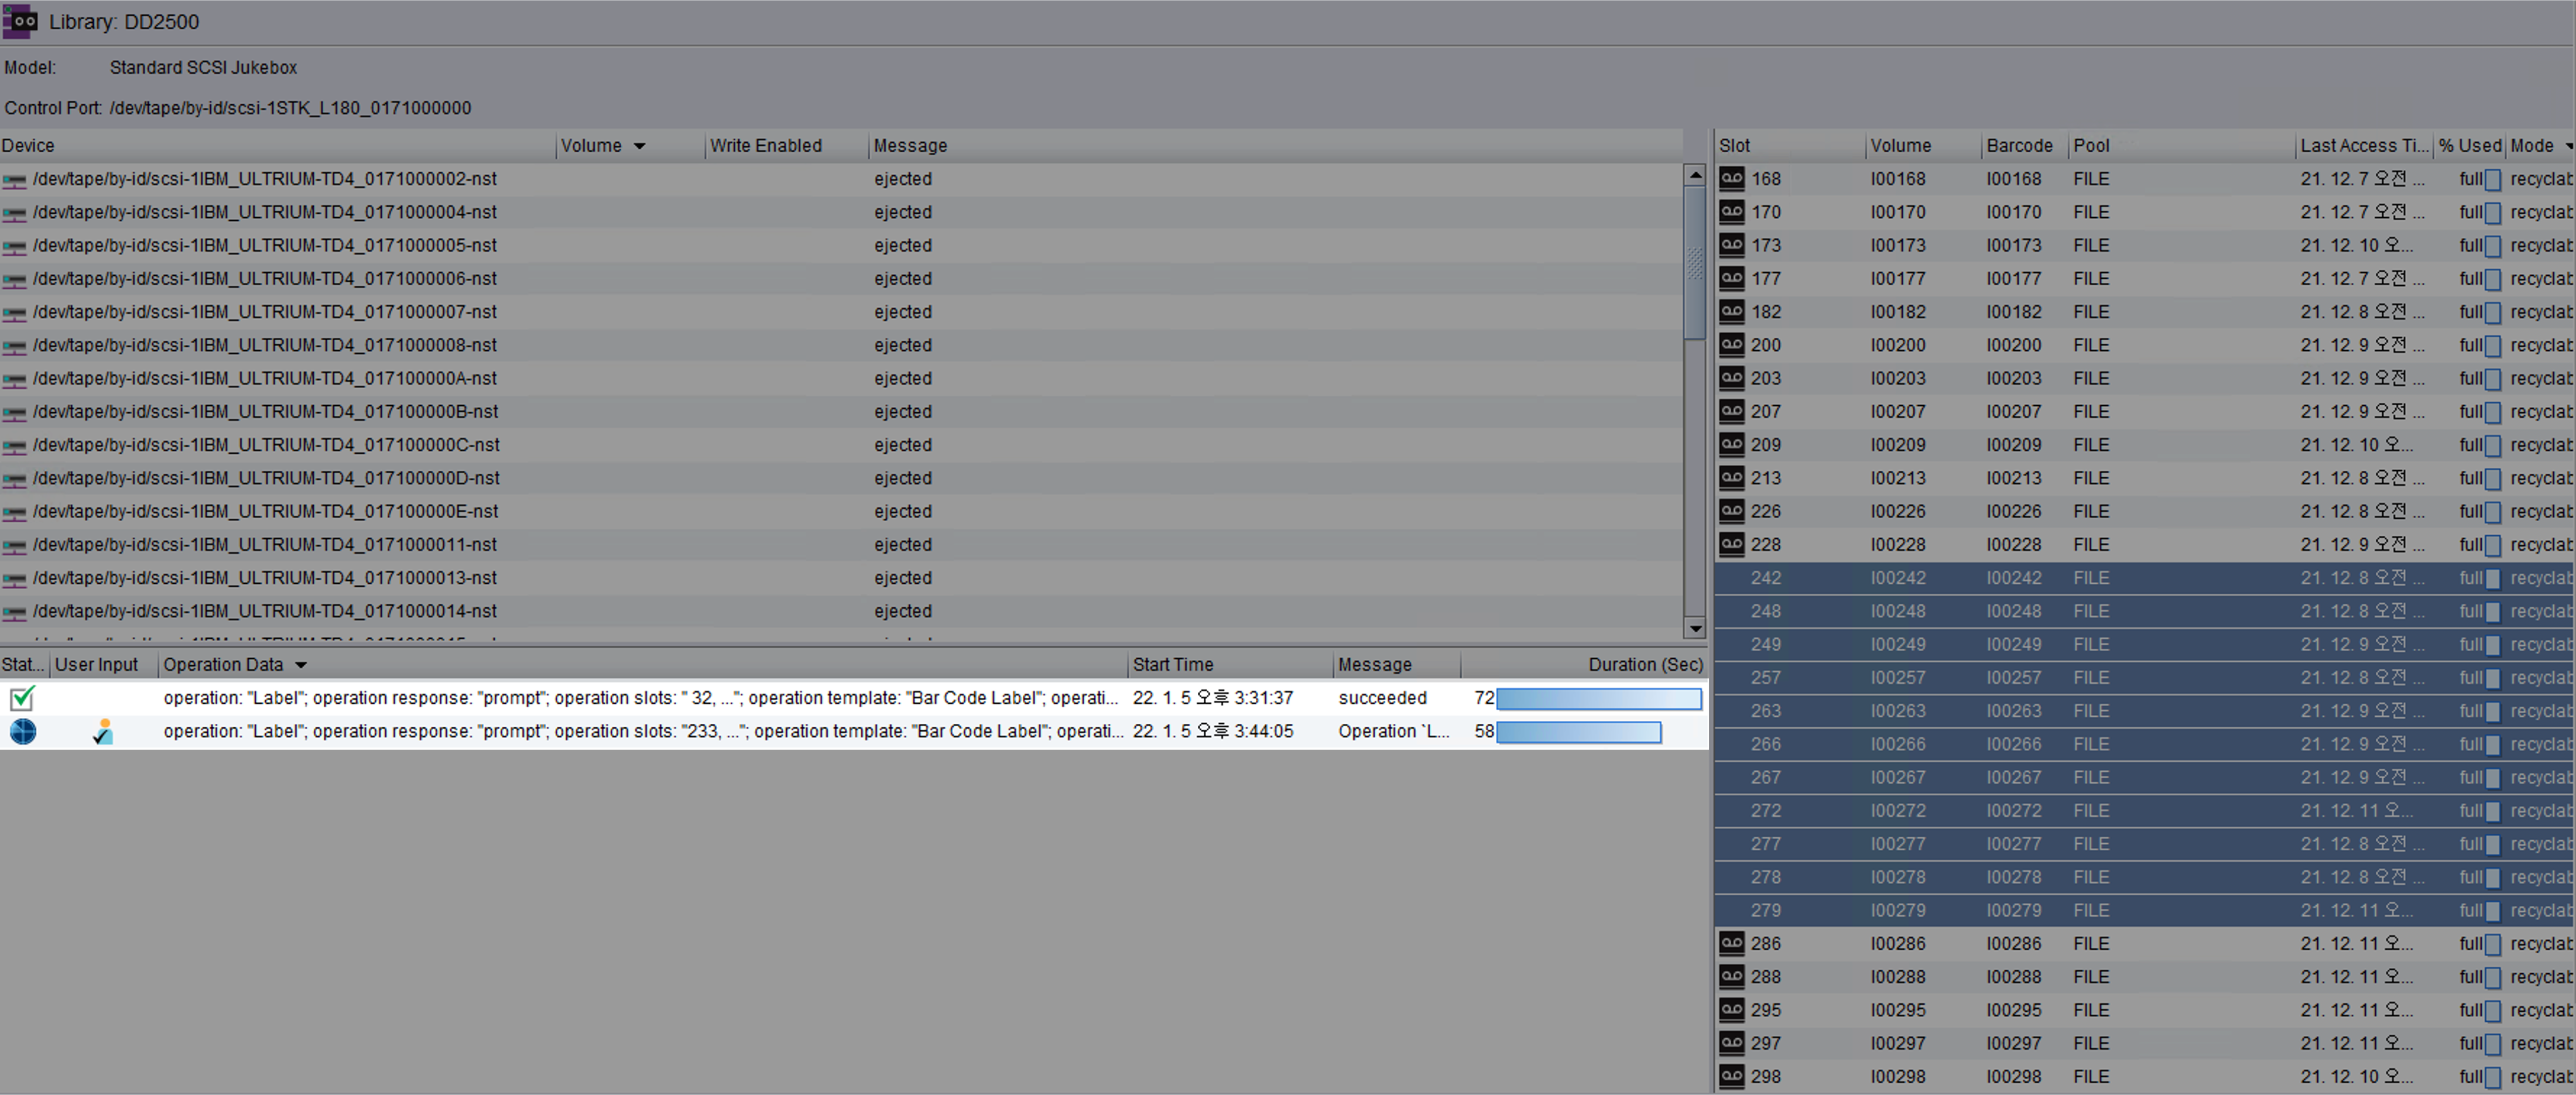 Library: DD2500
Model: Standard SCSI Jukebox
Control Port: /dev/tape/by-id/scsi-1STK_L180_0171000000
Device Volume Write Enabled Message
/dev/tape/by-id/scsi-1IBM_ULTRIUM-TD4_0171000002-nst ejected
/dev/tape/by-id/scsi-1IBM_ULTRIUM-TD4_0171000004-nst ejected
/dev/tape/by-id/scsi-1IBM_ULTRIUM-TD4_0171000005-nst ejected
/dev/tape/by-id/scsi-1IBM_ULTRIUM-TD4_0171000006-nst ejected
/dev/tape/by-id/scsi-1IBM_ULTRIUM-TD4_0171000007-nst ejected
/dev/tape/by-id/scsi-1IBM_ULTRIUM-TD4_0171000008-nst ejected
/dev/tape/by-id/scsi-1IBM_ULTRIUM-TD4_017100000A-nst ejected
/dev/tape/by-id/scsi-1IBM_ULTRIUM-TD4_017100000B-nst ejected
/dev/tape/by-id/scsi-1IBM_ULTRIUM-TD4_017100000C-nst ejected
/dev/tape/by-id/scsi-1IBM_ULTRIUM-TD4_017100000D-nst ejected
/dev/tape/by-id/scsi-1IBM_ULTRIUM-TD4_017100000E-nst ejected
/dev/tape/by-id/scsi-1IBM_ULTRIUM-TD4_0171000011-nst ejected
/dev/tape/by-id/scsi-1IBM_ULTRIUM-TD4_0171000013-nst ejected
/dev/tape/by-id/scsi-1IBM_ULTRIUM-TD4_0171000014-nst ejected
Stat... User Input Operation Data Start Time Message Duration (Sec)
operation: "Label"; operation response: "prompt"; operation slots: " 32, ..."; operation template: "Bar Code Label"; operati... 22. 1. 5 오후 3:31:37 succeeded 72
operation: "Label"; operation response: "prompt"; operation slots: "233, ..."; operation template: "Bar Code Label"; operati... 22. 1. 5 오후 3:44:05 Operation `L... 58
Slot Volume Barcode Pool Last Access Ti... % Used Mode
168 I00168 I00168 FILE 21. 12. 7 오전 ... full recyclab
170 I00170 I00170 FILE 21. 12. 7 오전 ... full recyclab
173 I00173 I00173 FILE 21. 12. 10 오... full recyclab
177 I00177 I00177 FILE 21. 12. 7 오전 ... full recyclab
182 I00182 I00182 FILE 21. 12. 8 오전 ... full recyclab
200 I00200 I00200 FILE 21. 12. 9 오전 ... full recyclab
203 I00203 I00203 FILE 21. 12. 9 오전 ... full recyclab
207 I00207 I00207 FILE 21. 12. 9 오전 ... full recyclab
209 I00209 I00209 FILE 21. 12. 10 오... full recyclab
213 I00213 I00213 FILE 21. 12. 8 오전 ... full recyclab
226 I00226 I00226 FILE 21. 12. 8 오전 ... full recyclab
228 I00228 I00228 FILE 21. 12. 9 오전 ... full recyclab
242 I00242 I00242 FILE 21. 12. 8 오전 ... full recyclab
248 I00248 I00248 FILE 21. 12. 8 오전 ... full recyclab
249 I00249 I00249 FILE 21. 12. 9 오전 ... full recyclab
257 I00257 I00257 FILE 21. 12. 8 오전 ... full recyclab
263 I00263 I00263 FILE 21. 12. 9 오전 ... full recyclab
266 I00266 I00266 FILE 21. 12. 9 오전 ... full recyclab
267 I00267 I00267 FILE 21. 12. 9 오전 ... full recyclab
272 I00272 I00272 FILE 21. 12. 11 오... full recyclab
277 I00277 I00277 FILE 21. 12. 8 오전 ... full recyclab
278 I00278 I00278 FILE 21. 12. 8 오전 ... full recyclab
279 I00279 I00279 FILE 21. 12. 11 오... full recyclab
286 I00286 I00286 FILE 21. 12. 11 오... full recyclab
288 I00288 I00288 FILE 21. 12. 11 오... full recyclab
295 I00295 I00295 FILE 21. 12. 11 오... full recyclab
297 I00297 I00297 FILE 21. 12. 11 오... full recyclab
298 I00298 I00298 FILE 21. 12. 10 오... full recyclab